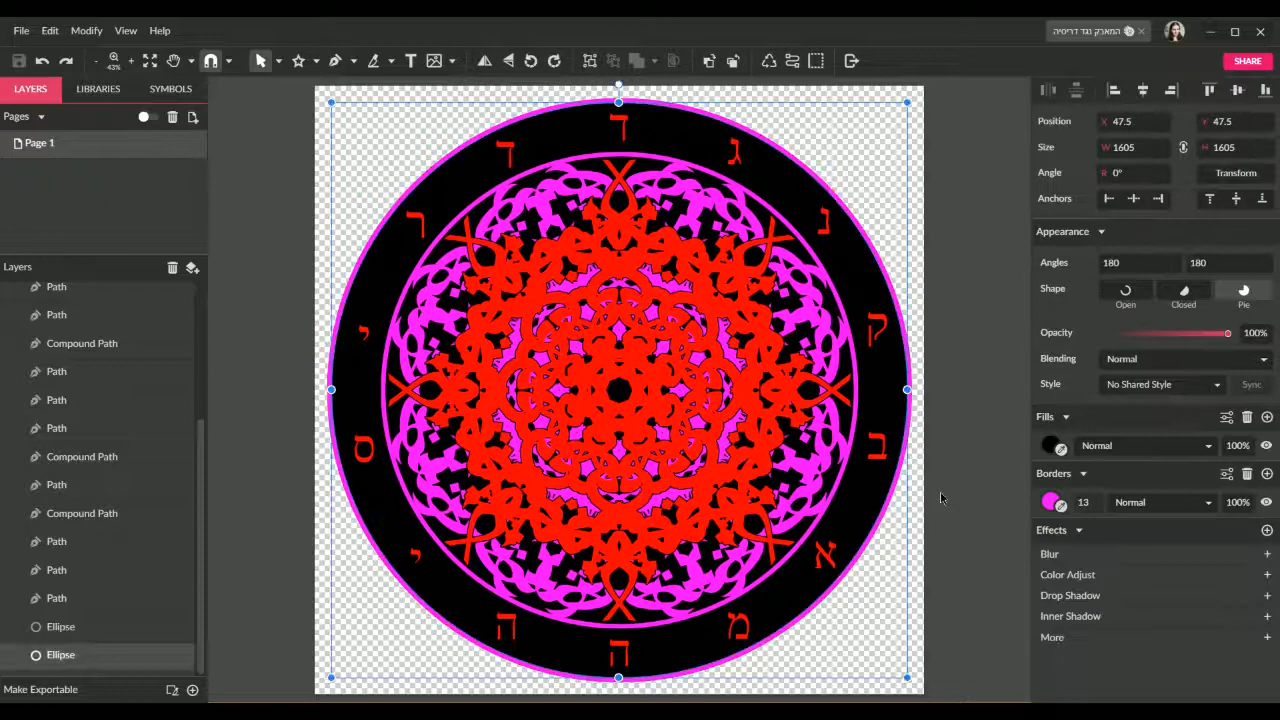 File Edit Modify View Help
המאבק נגד דריסיה
43%
SHARE
LAYERS LIBRARIES SYMBOLS
Pages
Page 1
Layers
Path
Path
Compound Path
Path
Path
Path
Compound Path
Path
Compound Path
Path
Path
Path
Ellipse
Ellipse
Make Exportable
ה מ א ב ק נ ג ד ד ר י ס י ה
Position X 47.5 Y 47.5
Size W 1605 H 1605
Angle R 0° Transform
Anchors
Appearance
Angles 180 180
Shape Open Closed Pie
Opacity 100%
Blending Normal
Style No Shared Style Sync
Fills
Normal 100%
Borders
13 Normal 100%
Effects
Blur +
Color Adjust +
Drop Shadow +
Inner Shadow +
More +